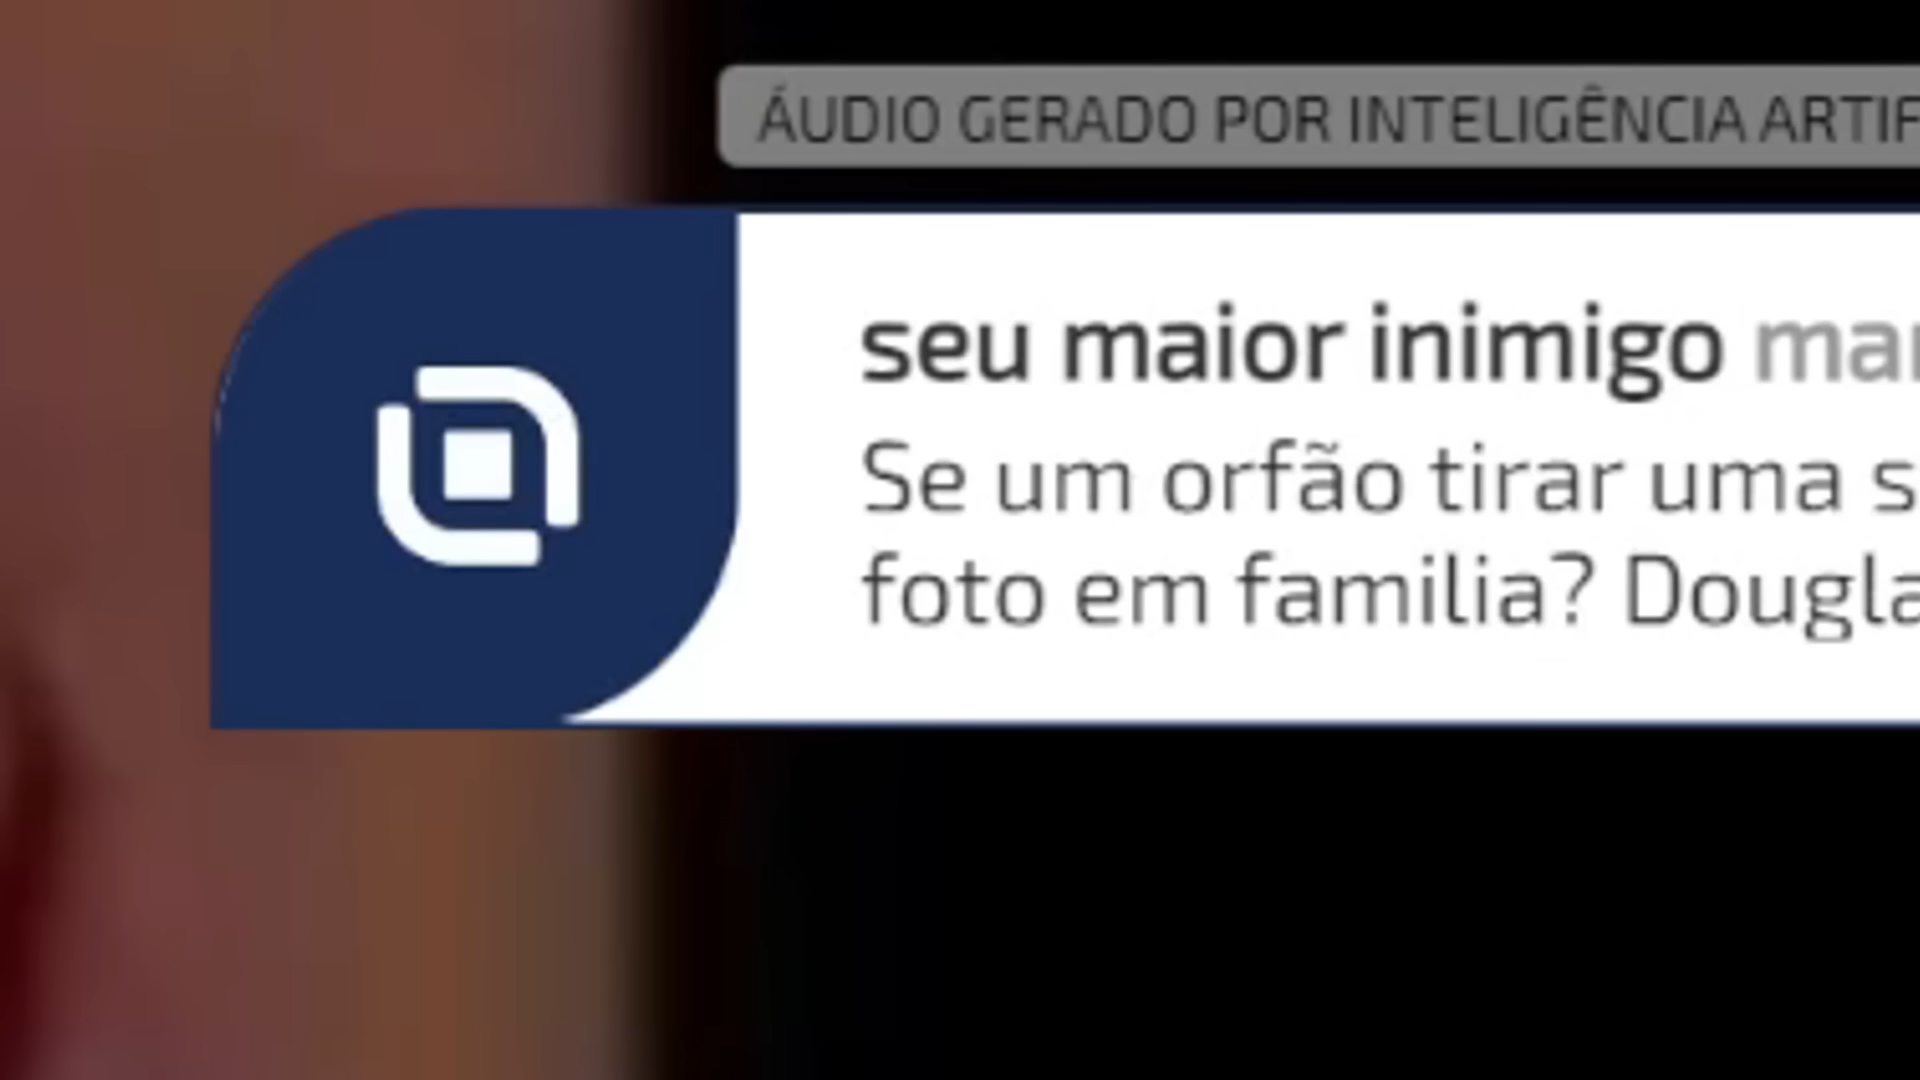 ÁUDIO GERADO POR INTELIGÊNCIA
seu maior inimigo
Se um orfão tirar uma
foto em familia?